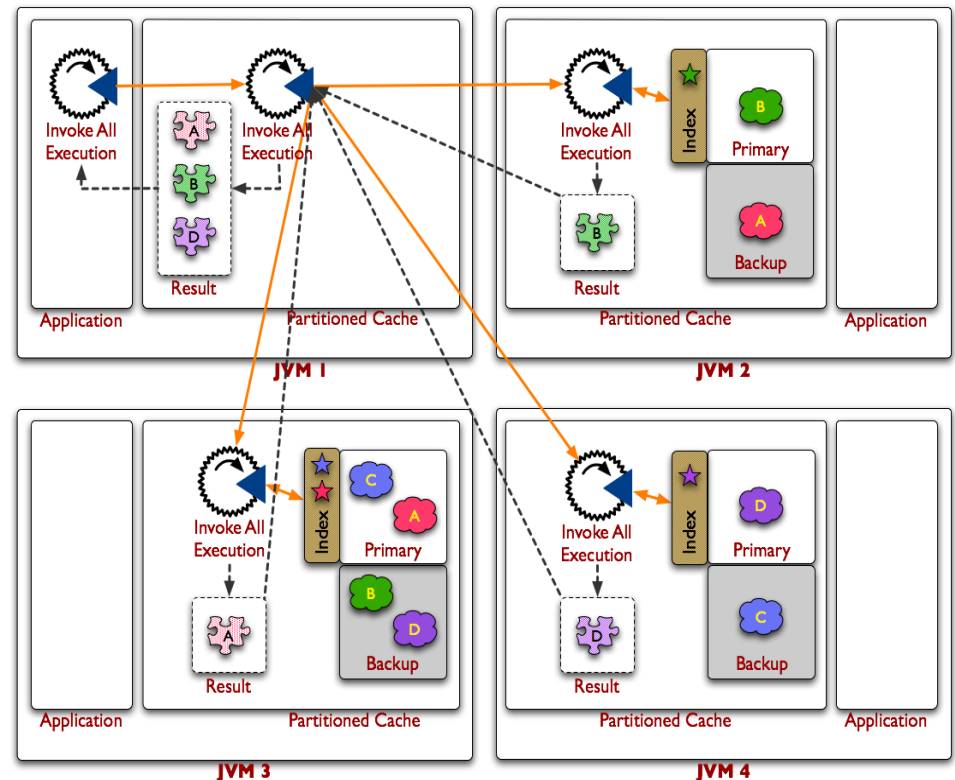 Invoke All
Execution
Invoke All
Execution
A
B
D
Result
Application
Partitioned Cache
JVM 1
Invoke All
Execution
Index
B
Primary
B
Result
A
Backup
Partitioned Cache
Application
JVM 2
Invoke All
Execution
Index
C
A
Primary
A
Result
B
D
Backup
Application
Partitioned Cache
JVM 3
Invoke All
Execution
Index
D
Primary
D
Result
C
Backup
Partitioned Cache
Application
JVM 4